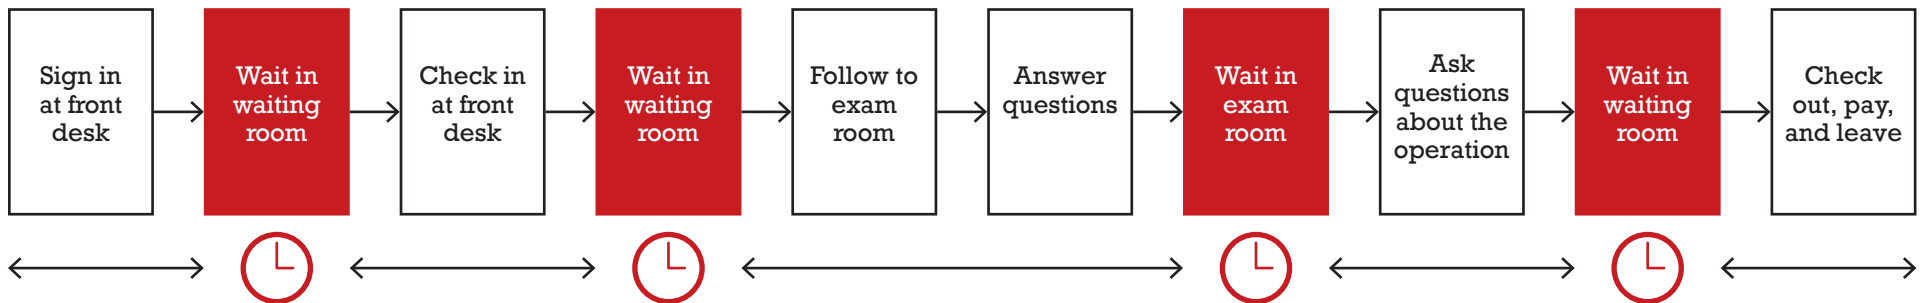 Sign in
at front
desk
Wait in
waiting
room
Check in
at front
desk
Wait in
waiting
room
Follow to
exam
room
Answer
questions
Wait in
exam
room
Ask
questions
about the
operation
Wait in
waiting
room
Check
out, pay,
and leave